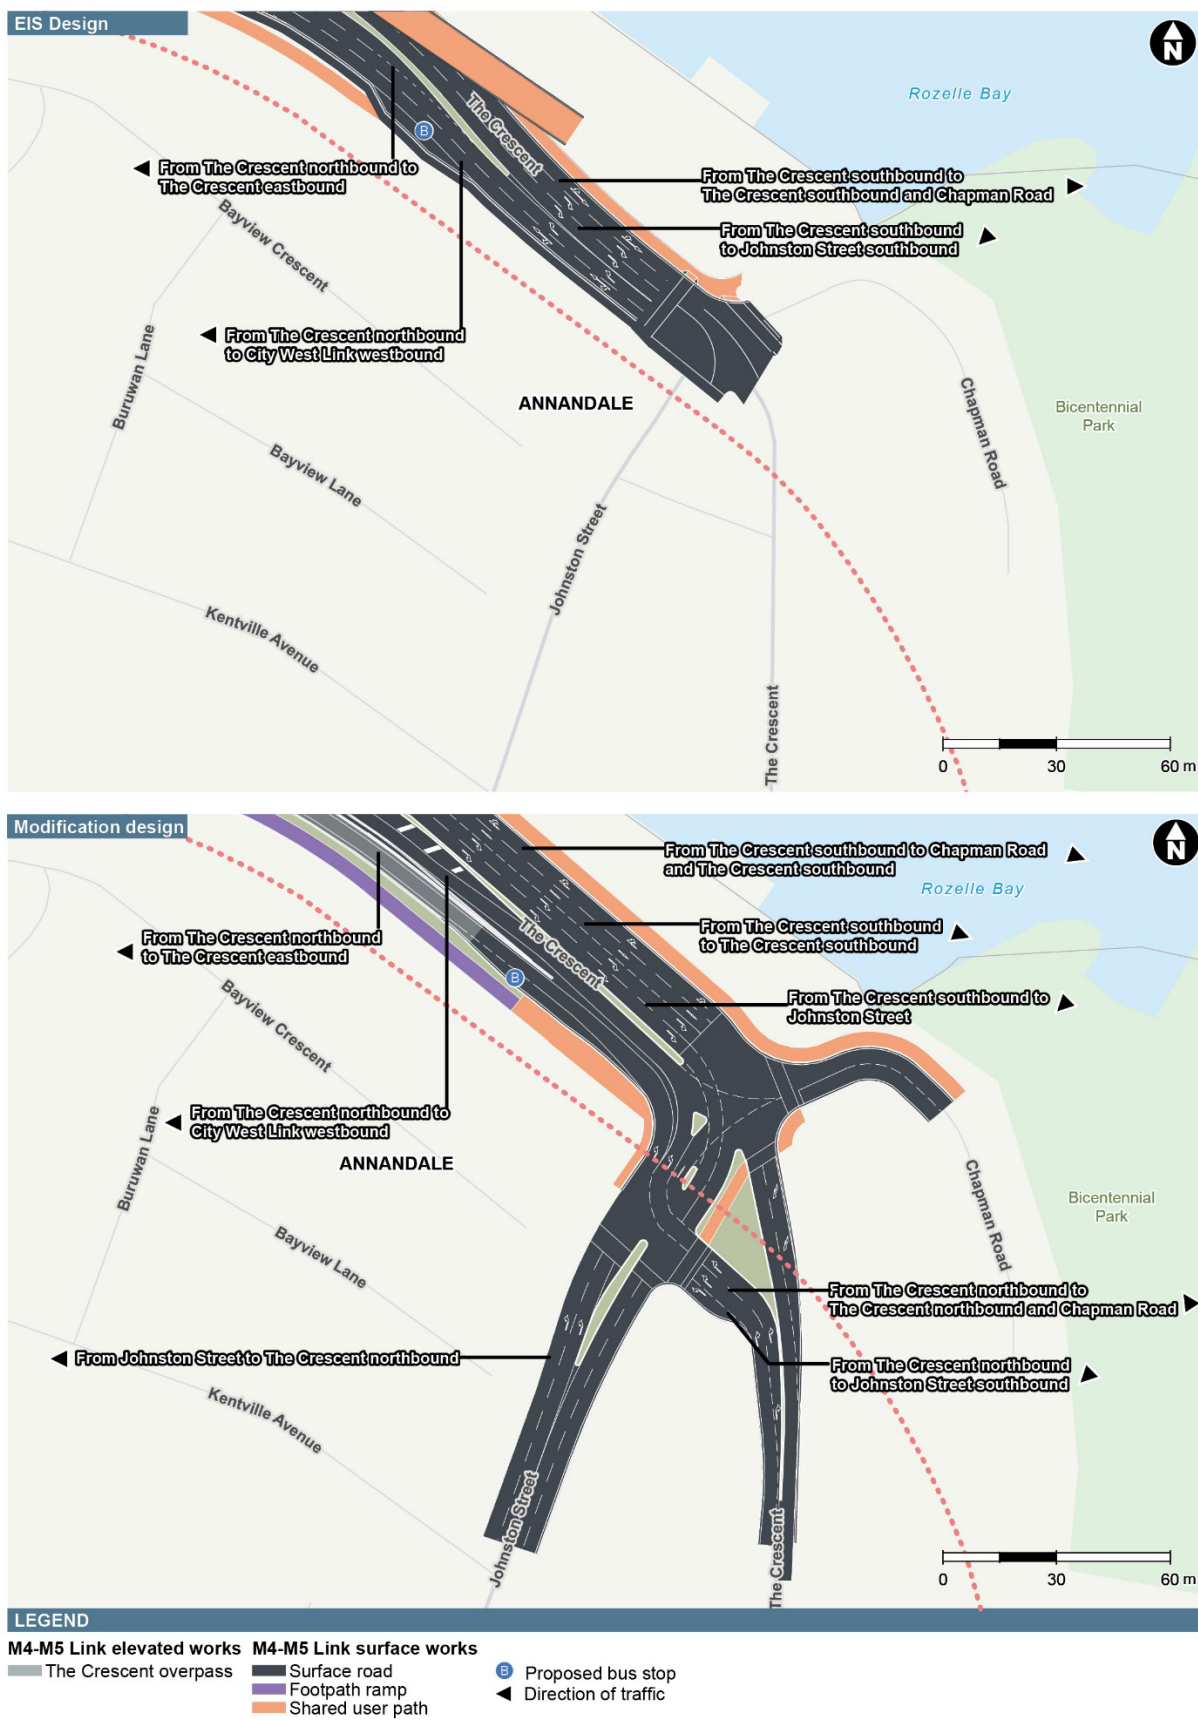 EIS Design
N
Rozelle Bay
The Crescent
B
From The Crescent northbound to
The Crescent eastbound
From The Crescent southbound to
The Crescent southbound and Chapman Road
Bayview Crescent
From The Crescent southbound
to Johnston Street southbound
Buruwan Lane
From The Crescent northbound
to City West Link westbound
ANNANDALE
Chapman Road
Bicentennial
Park
Bayview Lane
Johnston Street
Kentville Avenue
The Crescent
0 30 60 m
Modification design
N
From The Crescent southbound to Chapman Road
and The Crescent southbound
Rozelle Bay
From The Crescent southbound
to The Crescent southbound
The Crescent
From The Crescent northbound
to The Crescent eastbound
B
Bayview Crescent
From The Crescent southbound to
Johnston Street
From The Crescent northbound to
City West Link westbound
Buruwan Lane
ANNANDALE
Chapman Road
Bicentennial
Park
Bayview Lane
From The Crescent northbound to
The Crescent northbound and Chapman Road
From Johnston Street to The Crescent northbound
From The Crescent northbound
to Johnston Street southbound
Kentville Avenue
Johnston Street
The Crescent
0 30 60 m
LEGEND
M4-M5 Link elevated works
The Crescent overpass
M4-M5 Link surface works
Surface road
Footpath ramp
Shared user path
B Proposed bus stop
Direction of traffic